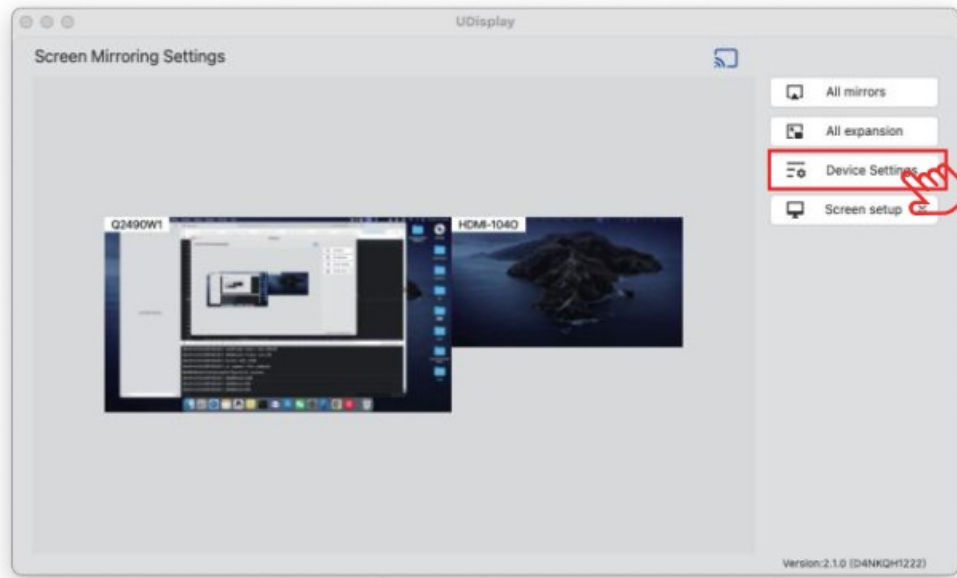 UDisplay
Screen Mirroring Settings
All mirrors
All expansion
Device Settings
Screen setup
Q2490W1
HDMI-1040
Version:2.1.0 (D4NKQH1222)